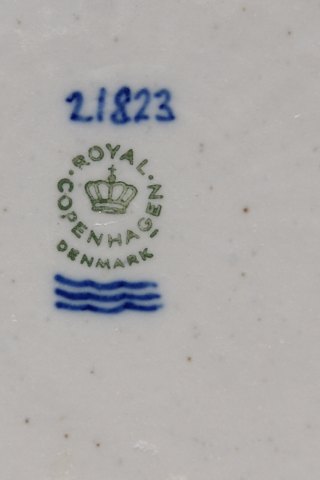 21823
ROYAL
COPENHAGEN
DENMARK